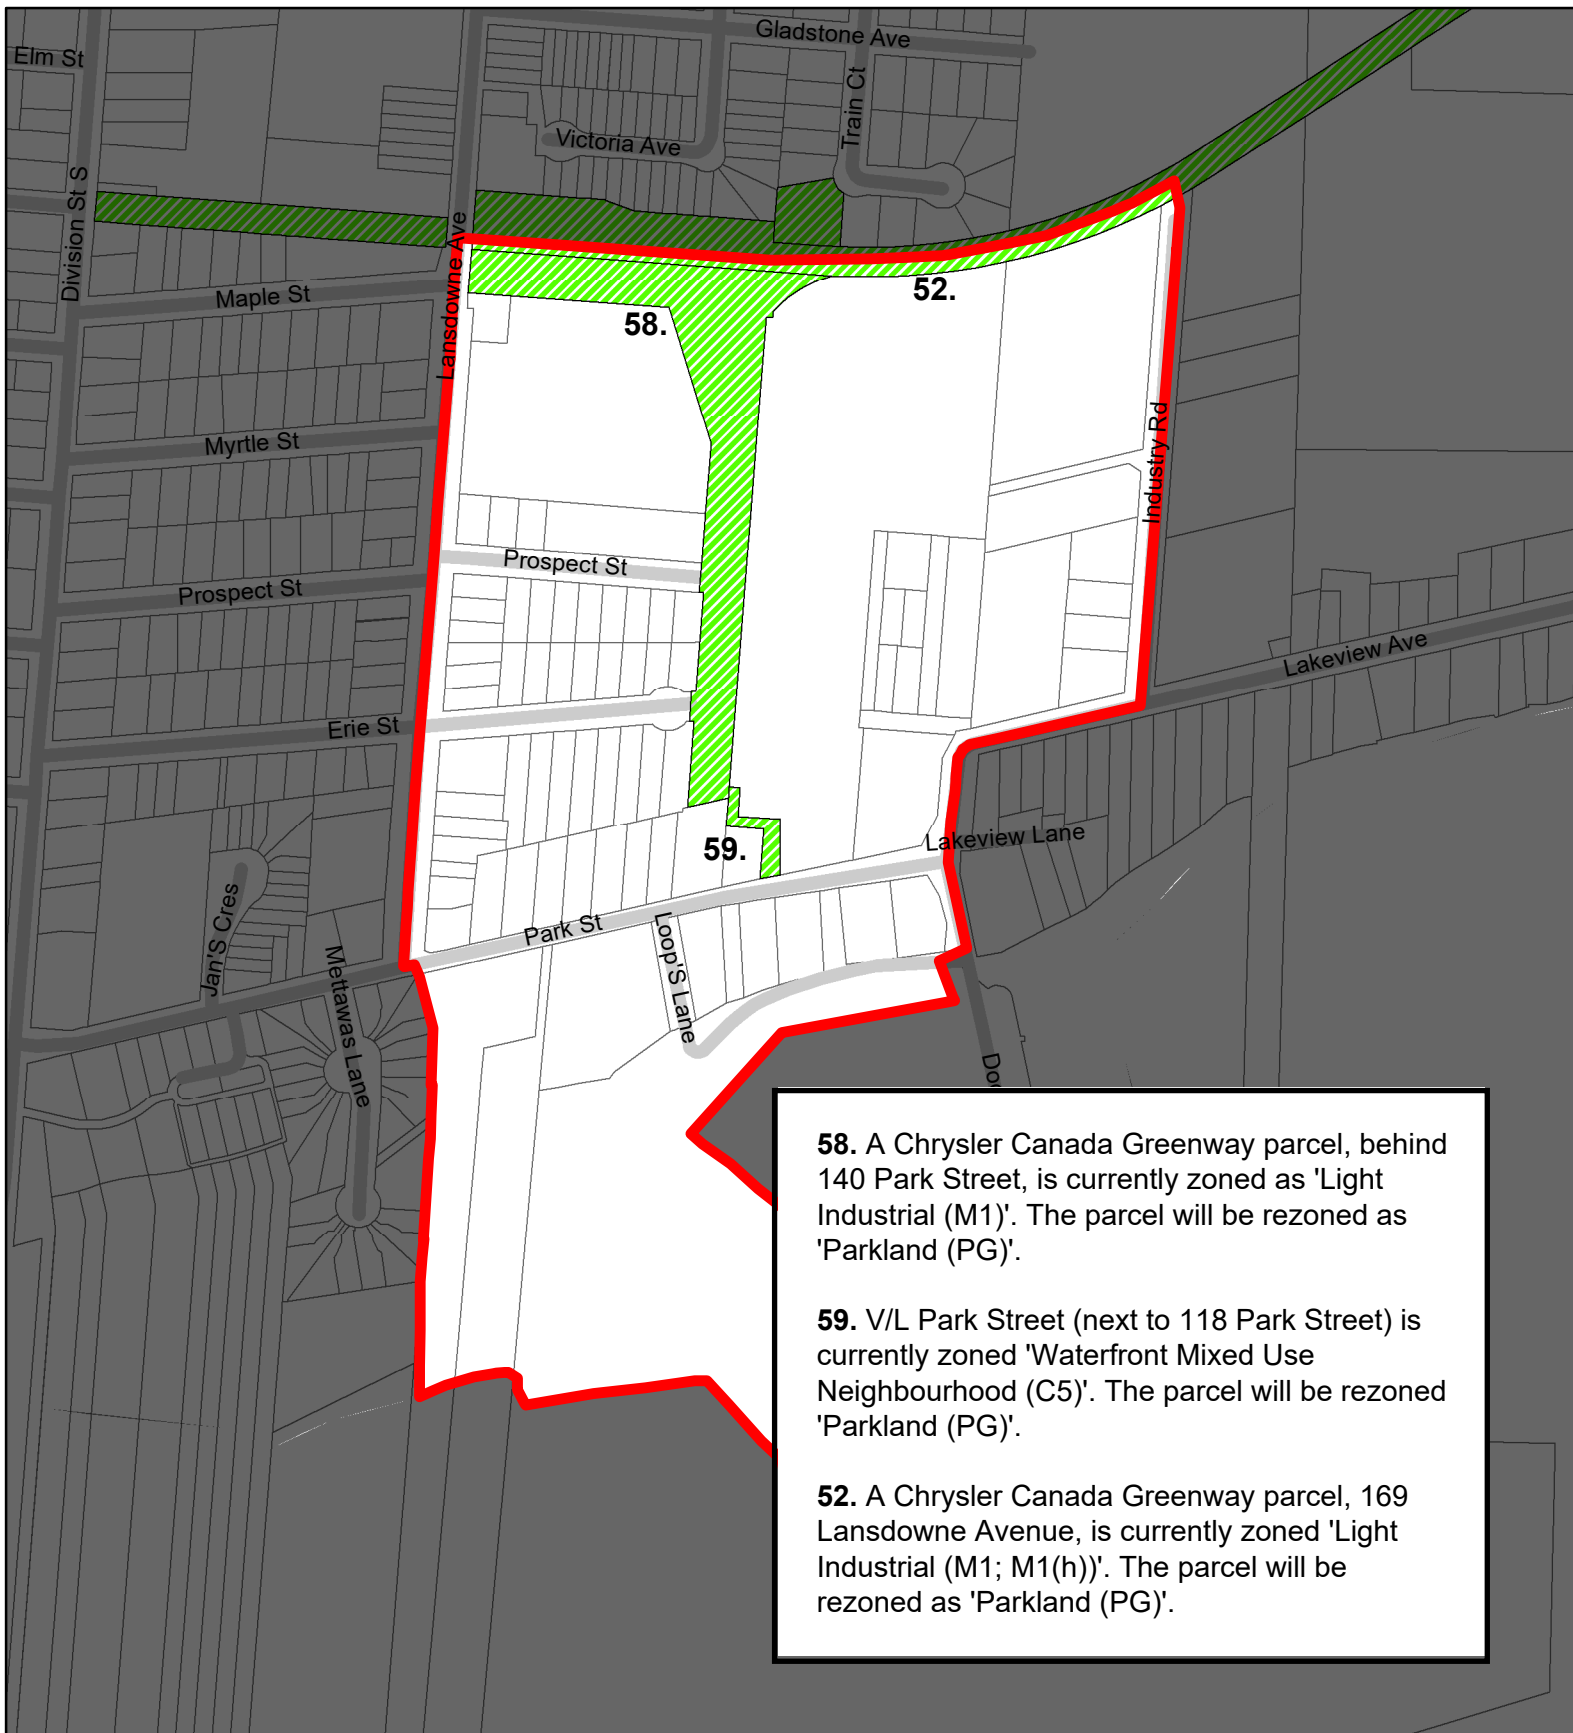 Gladstone Ave
Elm St
Train Ct
Victoria Ave
Division St S
Lansdowne Ave
Maple St
52.
58.
Myrtle St
Industry Rd
Prospect St
Prospect St
Lakeview Ave
Erie St
59.
Lakeview Lane
Park St
Jan'S Cres
Loop'S Lane
Mettawas Lane
58. A Chrysler Canada Greenway parcel, behind
140 Park Street, is currently zoned as 'Light
Industrial (M1)'. The parcel will be rezoned as
'Parkland (PG)'.
59. V/L Park Street (next to 118 Park Street) is
currently zoned 'Waterfront Mixed Use
Neighbourhood (C5)'. The parcel will be rezoned
'Parkland (PG)'.
52. A Chrysler Canada Greenway parcel, 169
Lansdowne Avenue, is currently zoned 'Light
Industrial (M1; M1(h))'. The parcel will be
rezoned as 'Parkland (PG)'.